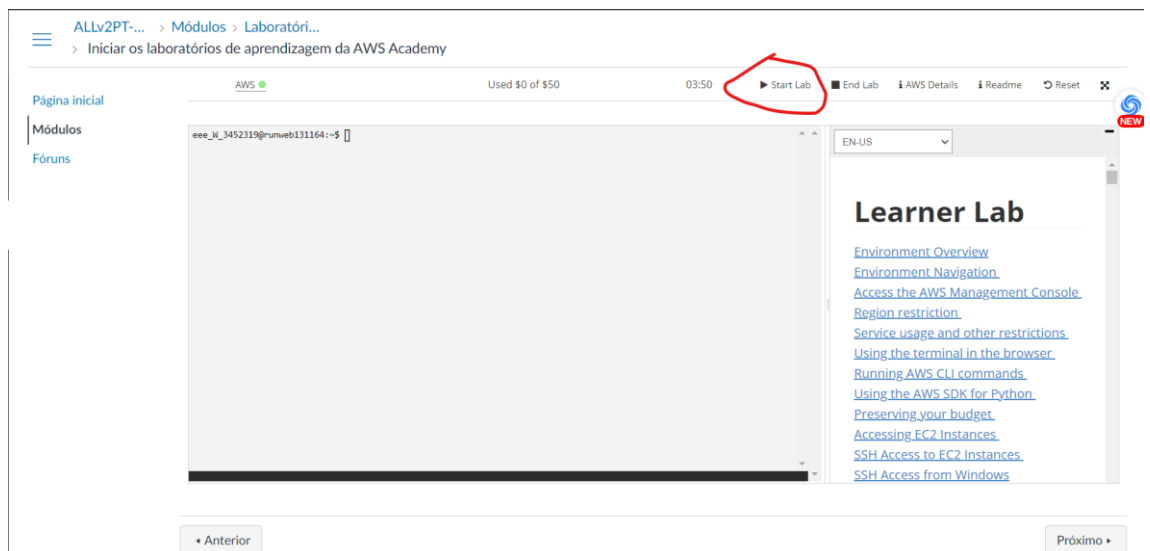 ALLv2PT-... > Módulos > Laboratóri...
> Iniciar os laboratórios de aprendizagem da AWS Academy
AWS Used $0 of $50 03:50 Start Lab End Lab AWS Details Readme Reset
Página inicial
Módulos
Fóruns
NEW
eee_W_3452319@runweb131164:~$
EN-US
Learner Lab
Environment Overview
Environment Navigation
Access the AWS Management Console
Region restriction
Service usage and other restrictions
Using the terminal in the browser
Running AWS CLI commands
Using the AWS SDK for Python
Preserving your budget
Accessing EC2 Instances
SSH Access to EC2 Instances
SSH Access from Windows
Anterior
Próximo